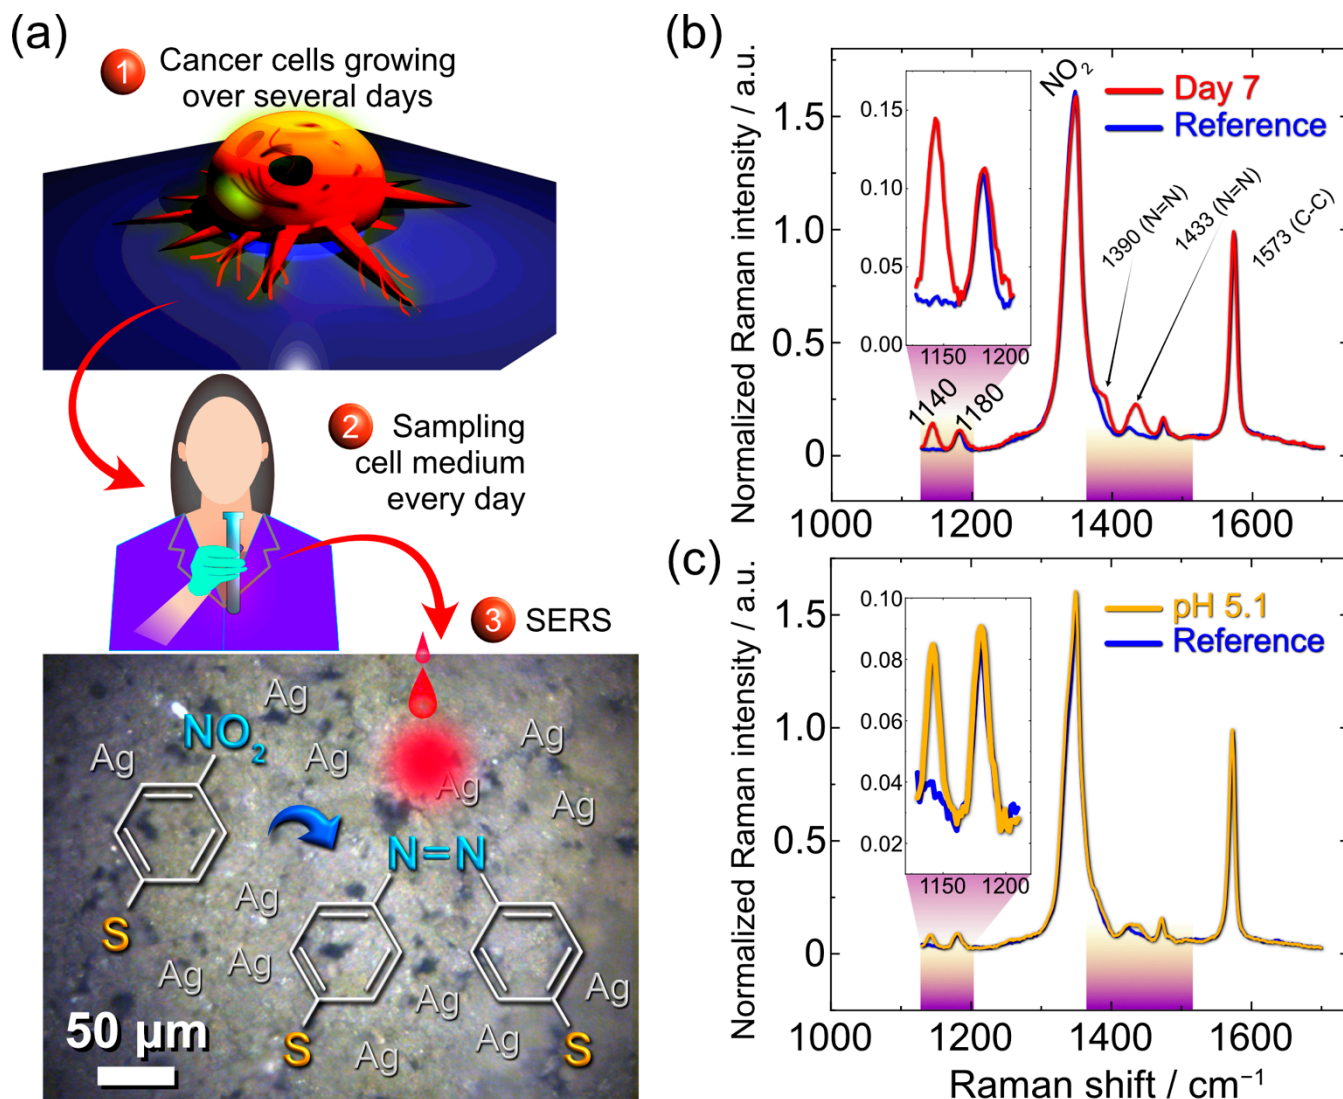 (a)
1 Cancer cells growing
over several days
2 Sampling
cell medium
every day
3 SERS
Ag
NO2
Ag
Ag
Ag
Ag
Ag
N=N
Ag
S
Ag
Ag
Ag
Ag
Ag
Ag
S
S
50 µm
(b)
Normalized Raman intensity / a.u.
1.5
1.0
0.5
0
0.15
0.10
0.05
0.00
1150
1200
NO2
Day 7
Reference
1390 (N=N)
1433 (N=N)
1573 (C-C)
1140
1180
1000
1200
1400
1600
(c)
Normalized Raman intensity / a.u.
1.5
1.0
0.5
0
0.10
0.08
0.06
0.04
0.02
1150
1200
pH 5.1
Reference
1000
1200
1400
1600
Raman shift / cm⁻¹